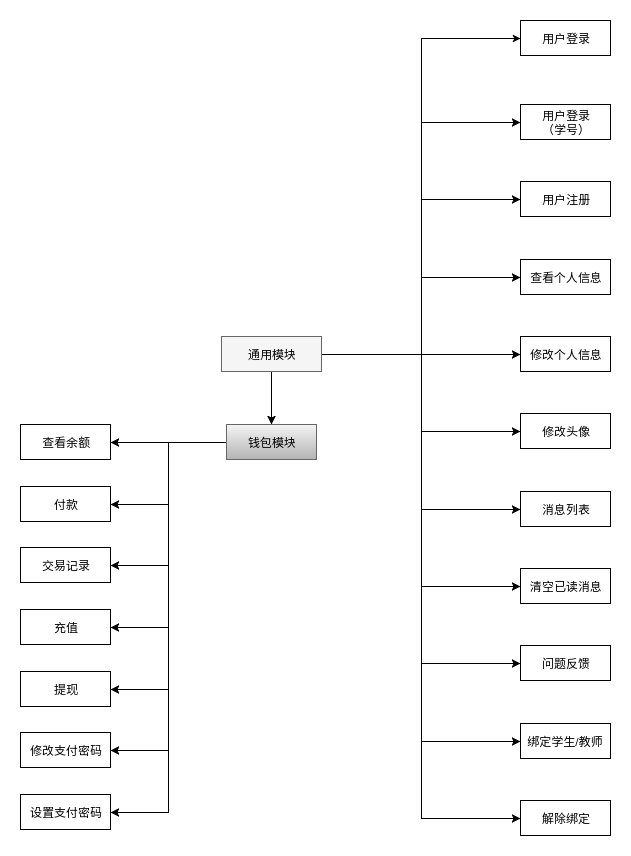 用户登录
用户登录
（学号）
用户注册
查看个人信息
通用模块
修改个人信息
修改头像
钱包模块
查看余额
付款
交易记录
充值
提现
修改支付密码
设置支付密码
消息列表
清空已读消息
问题反馈
绑定学生/教师
解除绑定